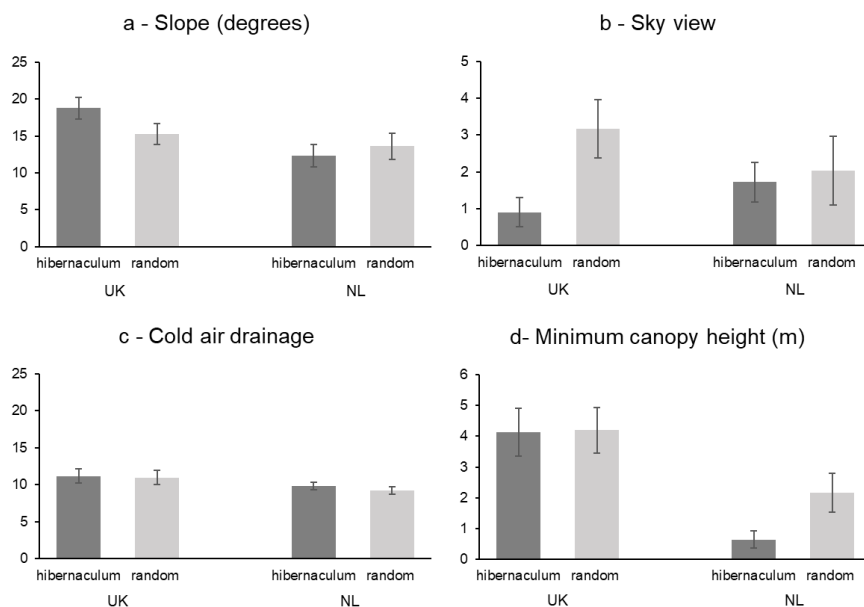 a - Slope (degrees)
25
20
15
10
5
0
hibernaculum random hibernaculum random
UK NL
b - Sky view
5
4
3
2
1
0
hibernaculum random hibernaculum random
UK NL
c - Cold air drainage
25
20
15
10
5
0
hibernaculum random hibernaculum random
UK NL
d- Minimum canopy height (m)
6
5
4
3
2
1
0
hibernaculum random hibernaculum random
UK NL